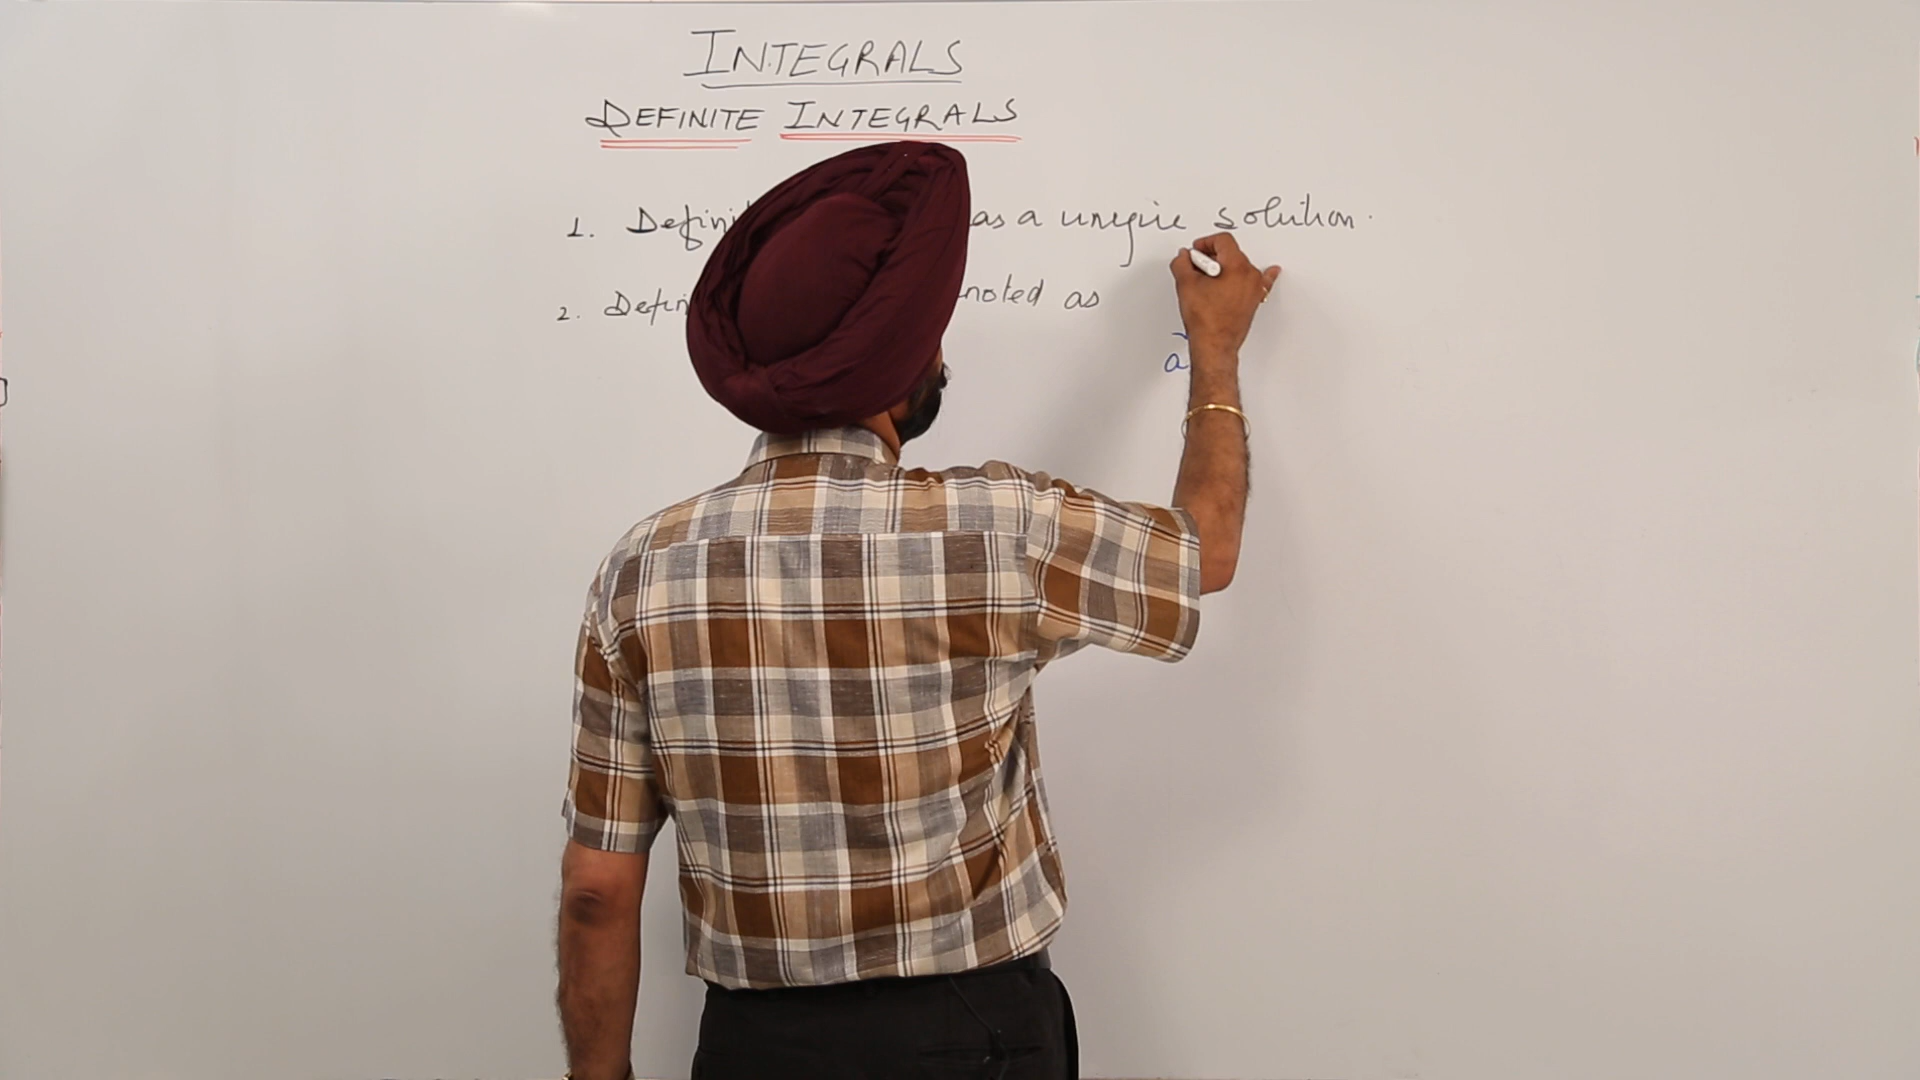 INTEGRALS
DEFINITE INTEGRALS
1. Defini as a unique solution.
2. Defin noted as
a